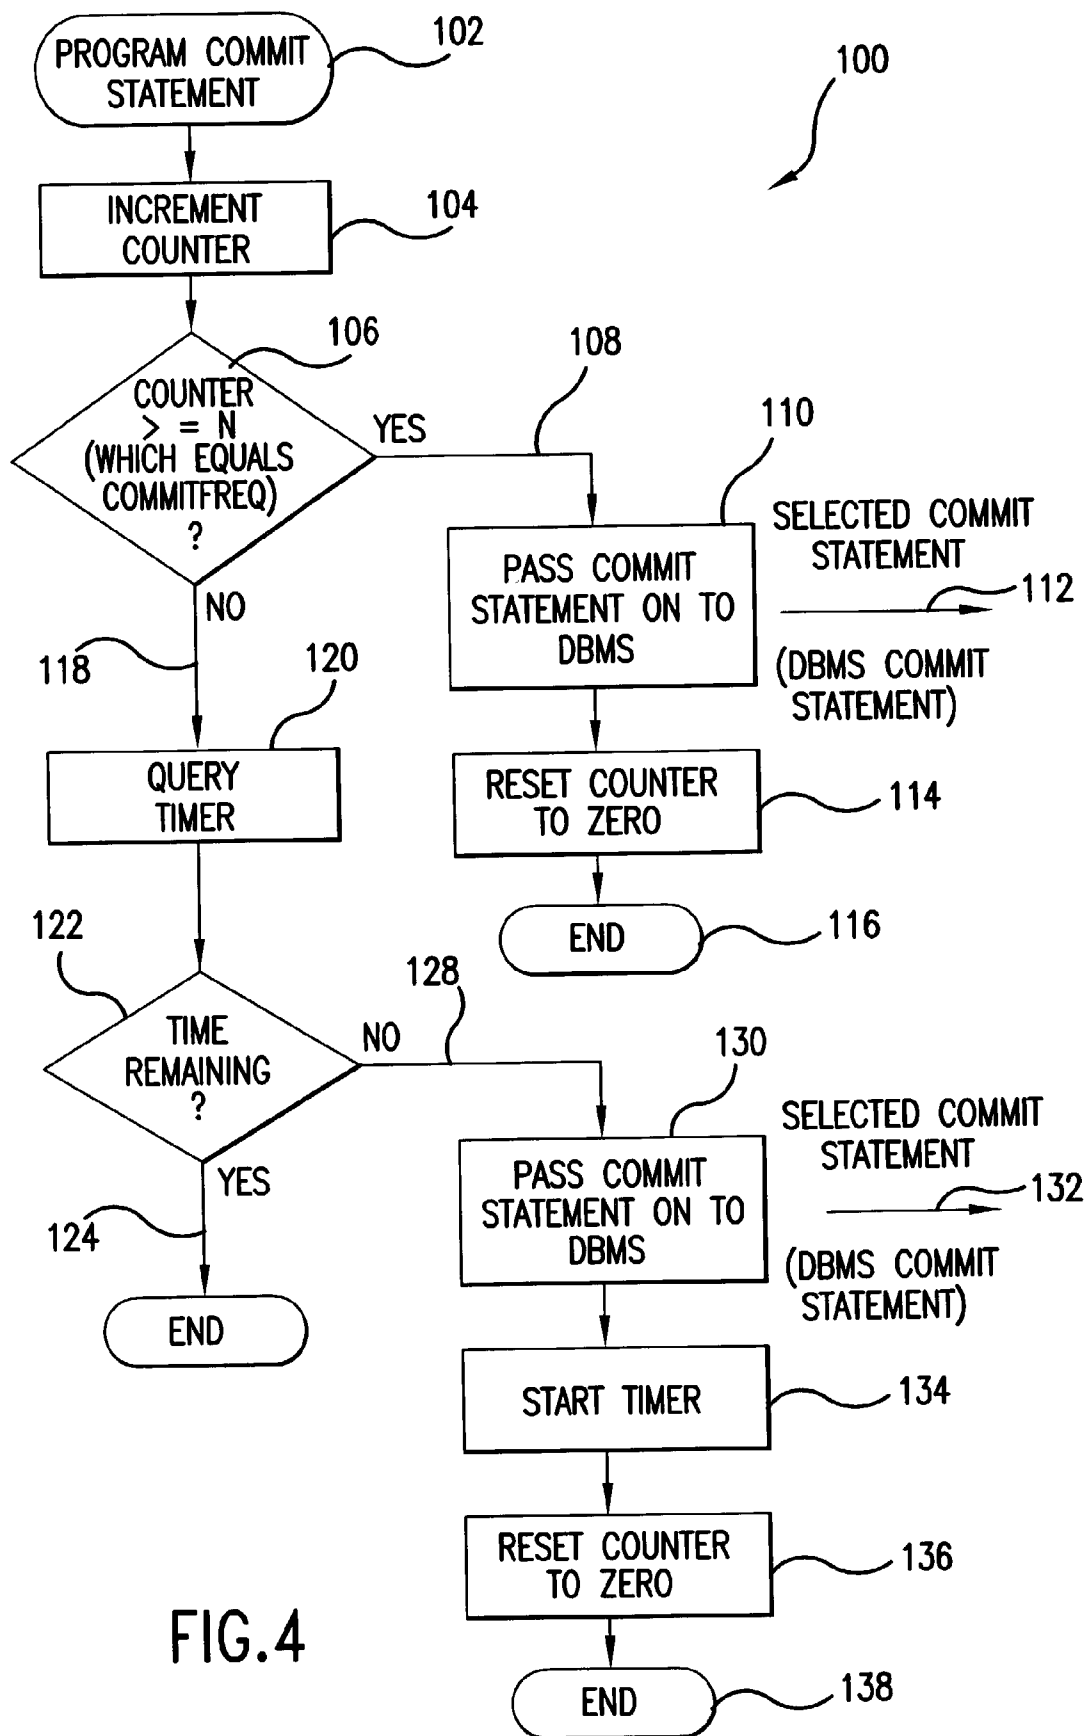 PROGRAM COMMIT
STATEMENT
102
100
INCREMENT
COUNTER
104
106
COUNTER
> = N
(WHICH EQUALS
COMMITFREQ)
?
YES
108
110
NO
118
PASS COMMIT
STATEMENT ON TO
DBMS
SELECTED COMMIT
STATEMENT
112
(DBMS COMMIT
STATEMENT)
120
QUERY
TIMER
RESET COUNTER
TO ZERO
114
END
116
122
TIME
REMAINING
?
NO
128
130
YES
124
END
PASS COMMIT
STATEMENT ON TO
DBMS
SELECTED COMMIT
STATEMENT
132
(DBMS COMMIT
STATEMENT)
START TIMER
134
RESET COUNTER
TO ZERO
136
END
138
FIG.4